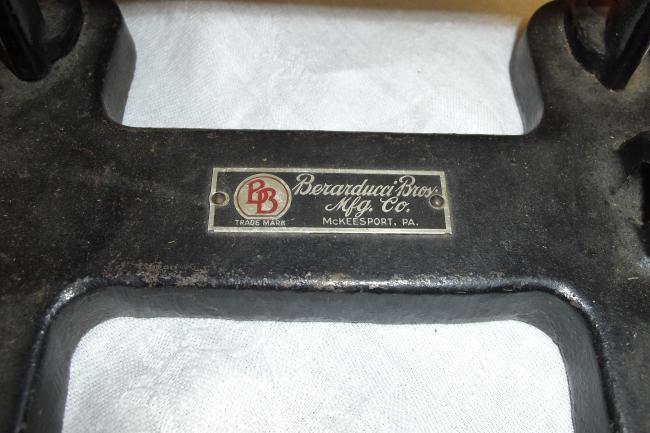 BB
TRADE MARK
Berarducci Bros.
Mfg. Co.
McKEESPORT, PA.